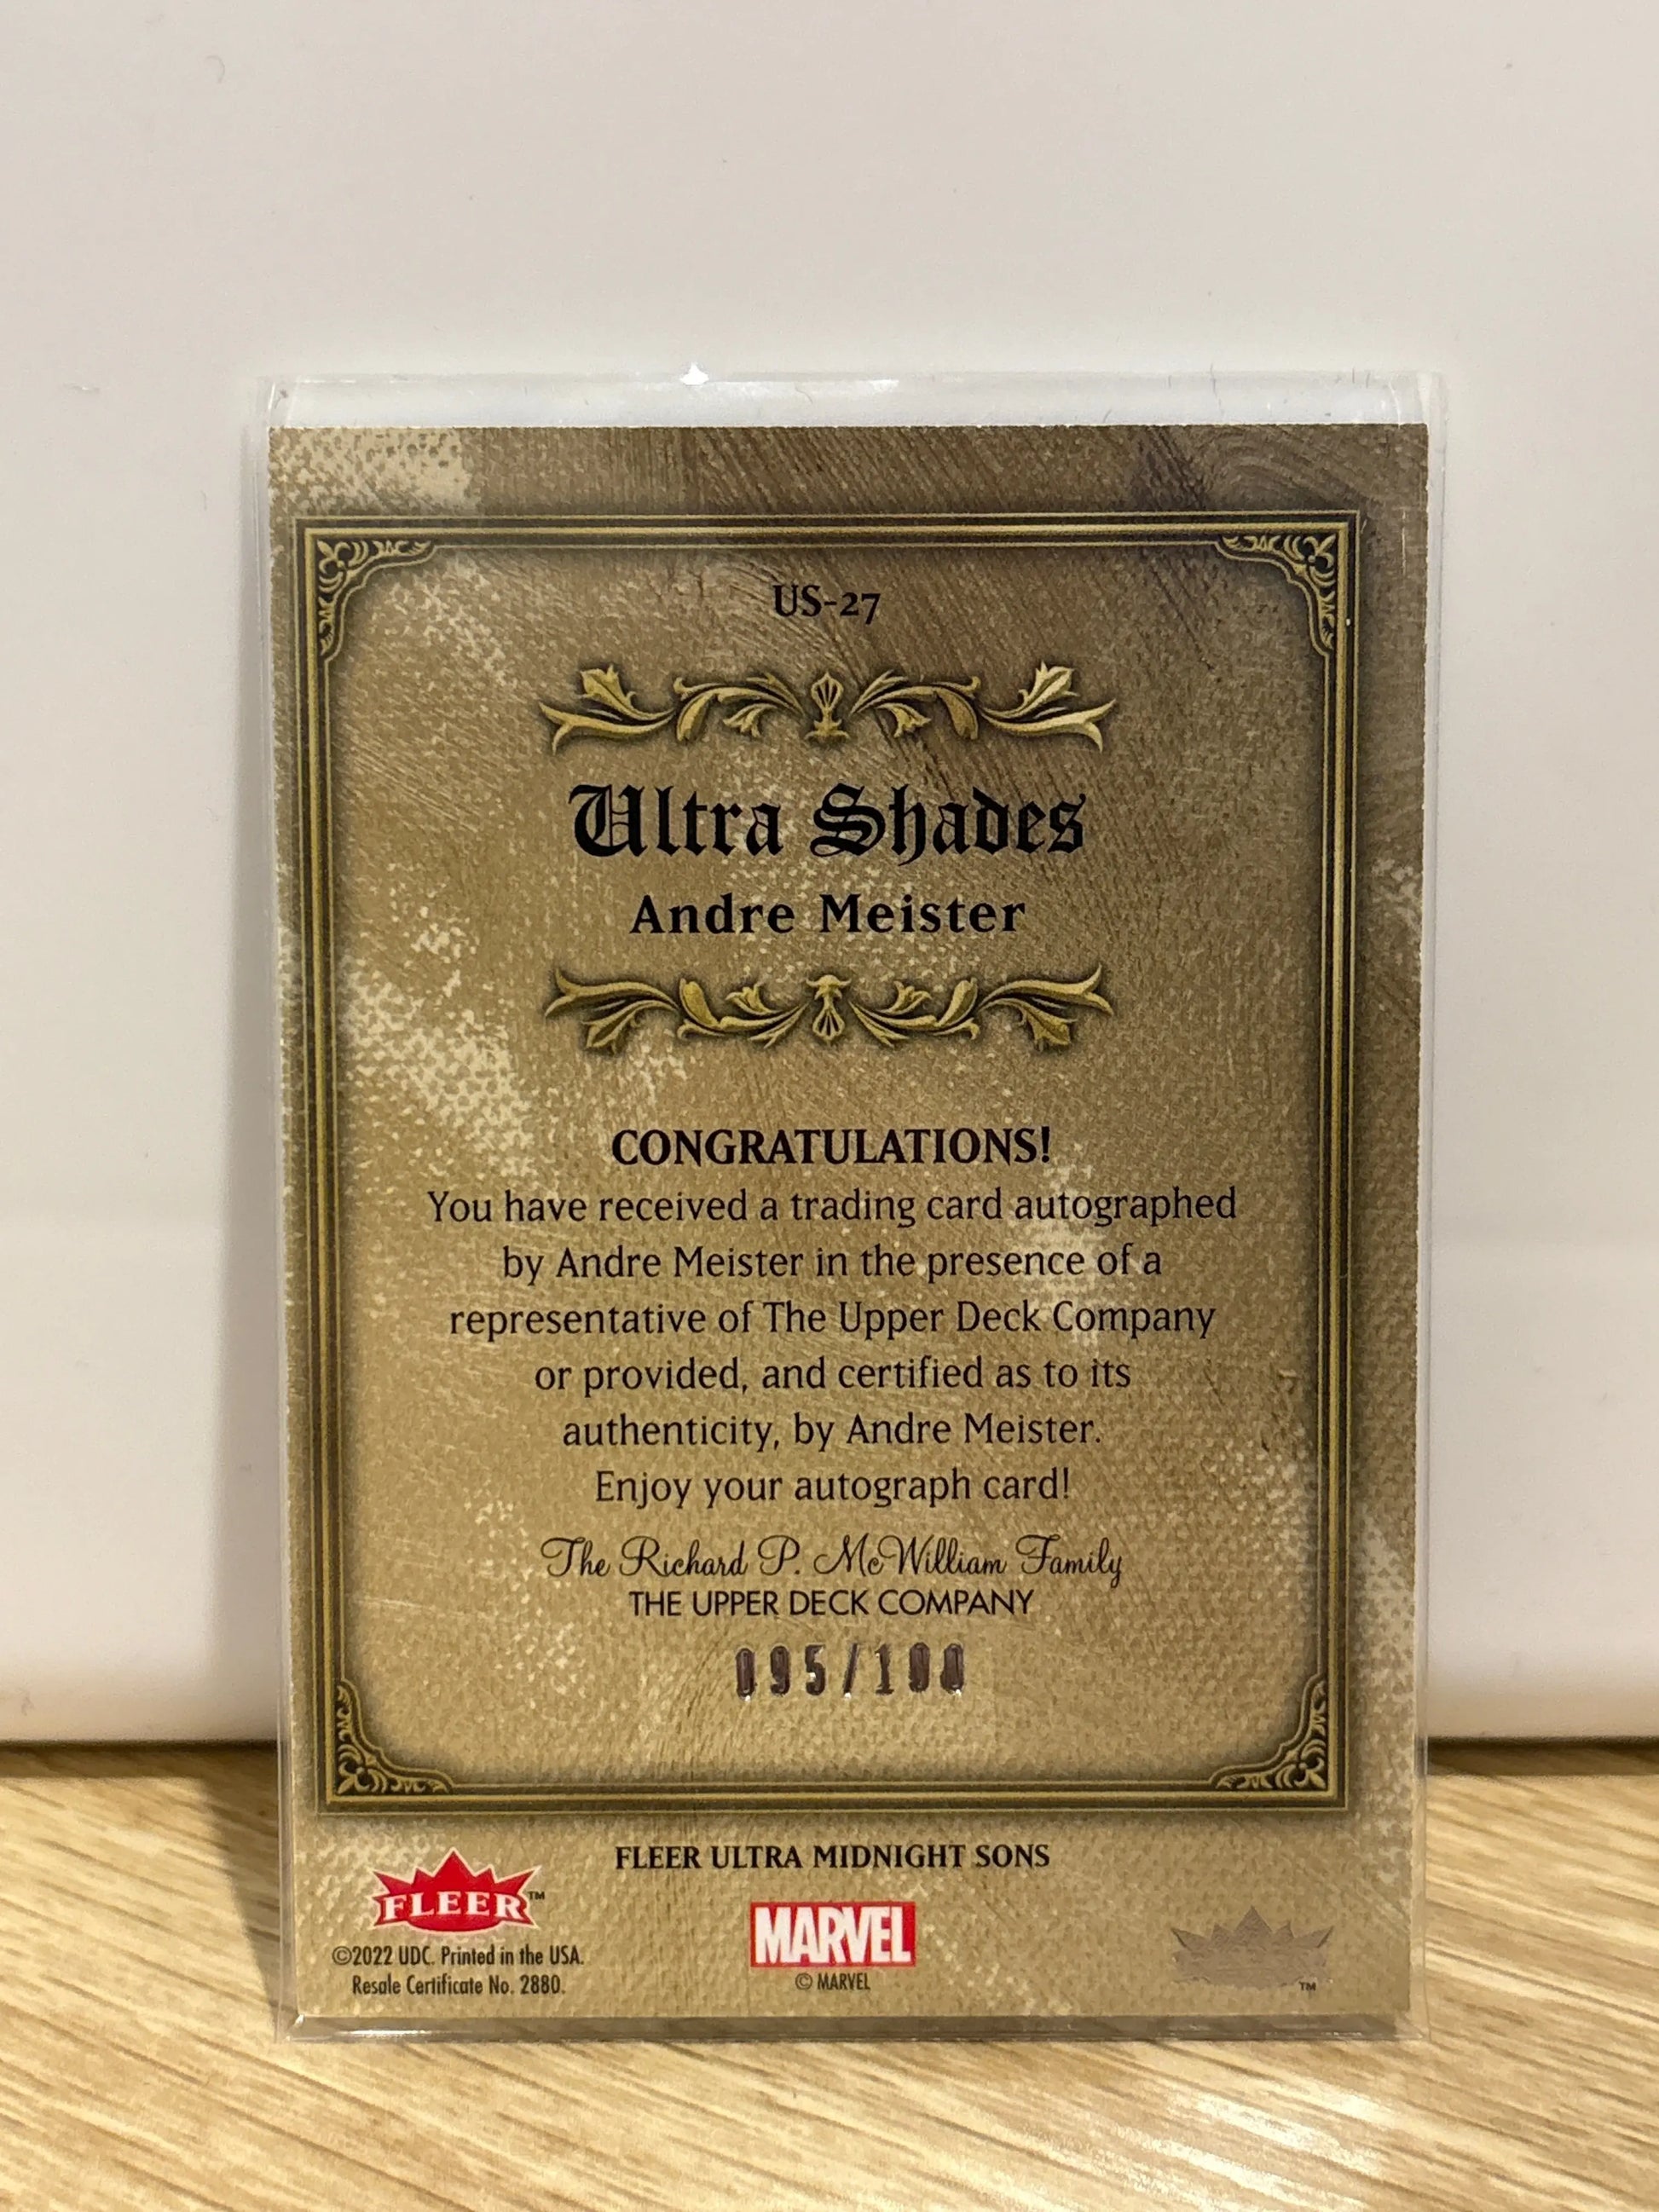 US-27
Ultra Shades
Andre Meister
CONGRATULATIONS!
You have received a trading card autographed
by Andre Meister in the presence of a
representative of The Upper Deck Company
or provided, and certified as to its
authenticity, by Andre Meister.
Enjoy your autograph card!
The Richard P. McWilliam Family
THE UPPER DECK COMPANY
095/100
FLEER ULTRA MIDNIGHT SONS
FLEER™
©2022 UDC. Printed in the USA.
Resale Certificate No. 2880.
MARVEL
© MARVEL
™